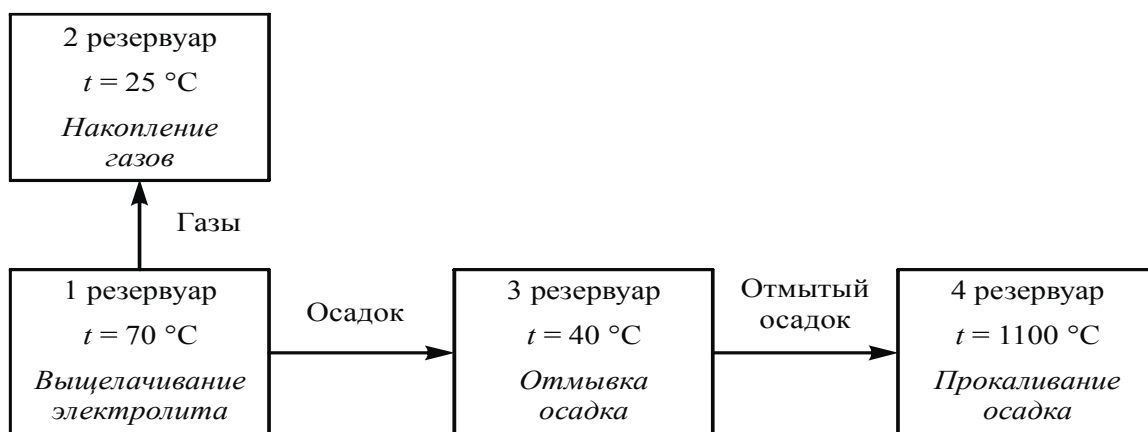 2 резервуар
t = 25 °C
Накопление
газов
Газы
1 резервуар
t = 70 °C
Выщелачивание
электролита
Осадок
3 резервуар
t = 40 °C
Отмывка
осадка
Отмытый
осадок
4 резервуар
t = 1100 °C
Прокаливание
осадка